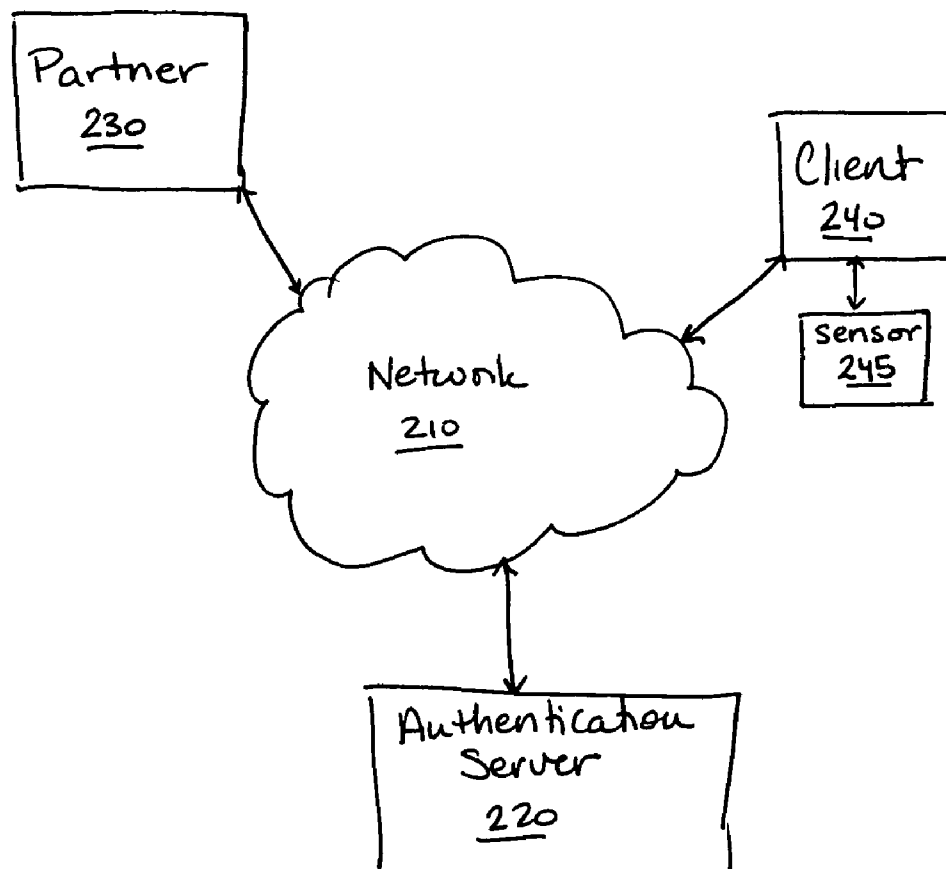 Partner
230
Client
240
sensor
245
Network
210
Authentication
Server
220